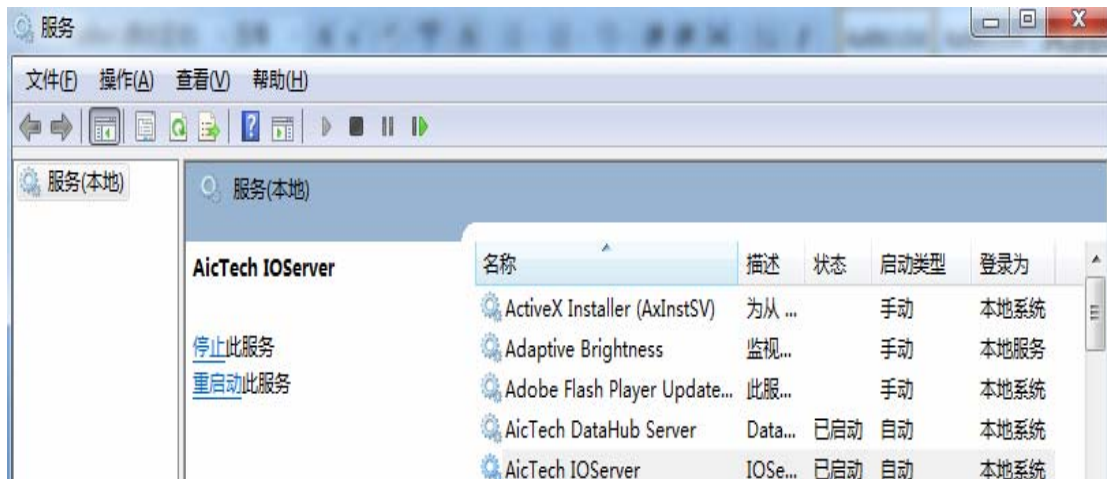 服务
文件(F) 操作(A) 查看(V) 帮助(H)
服务(本地)
服务(本地)
AicTech IOServer
停止此服务
重启动此服务
名称 描述 状态 启动类型 登录为
ActiveX Installer (AxInstSV) 为从 ... 手动 本地系统
Adaptive Brightness 监视... 手动 本地服务
Adobe Flash Player Update... 此服... 手动 本地系统
AicTech DataHub Server Data... 已启动 自动 本地系统
AicTech IOServer IOSe... 已启动 自动 本地系统